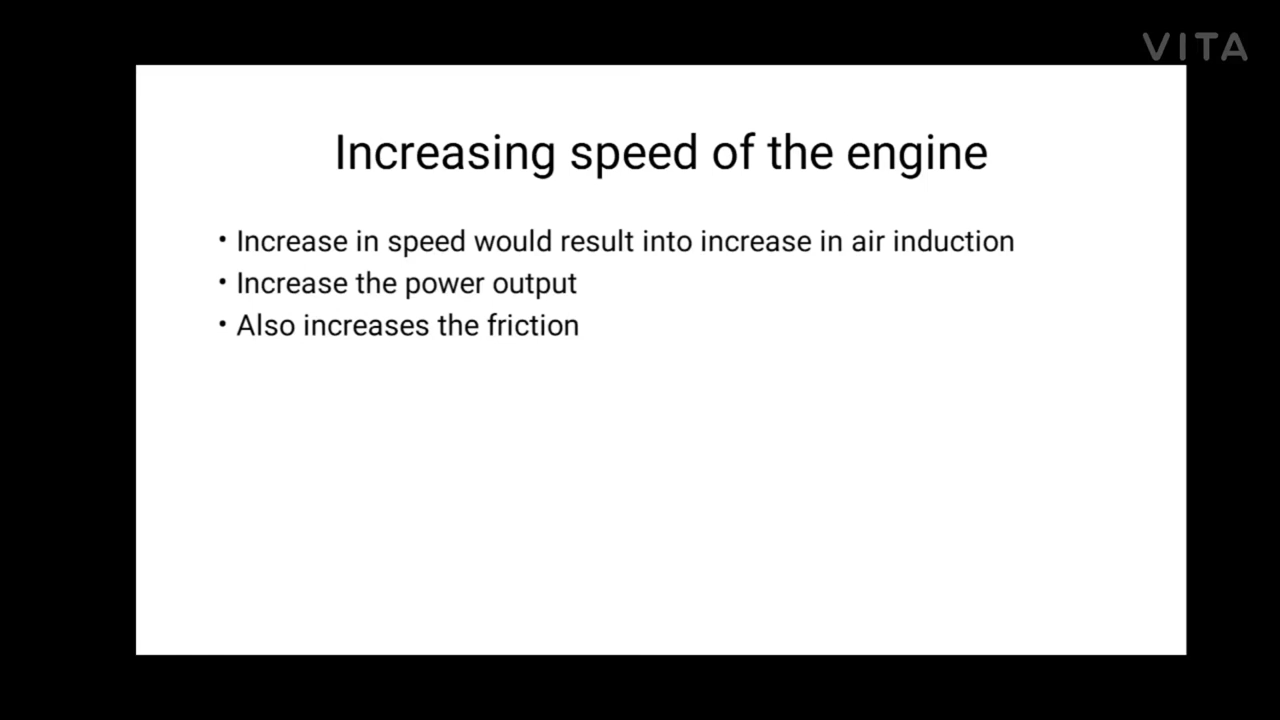 VITA
Increasing speed of the engine
• Increase in speed would result into increase in air induction
• Increase the power output
• Also increases the friction